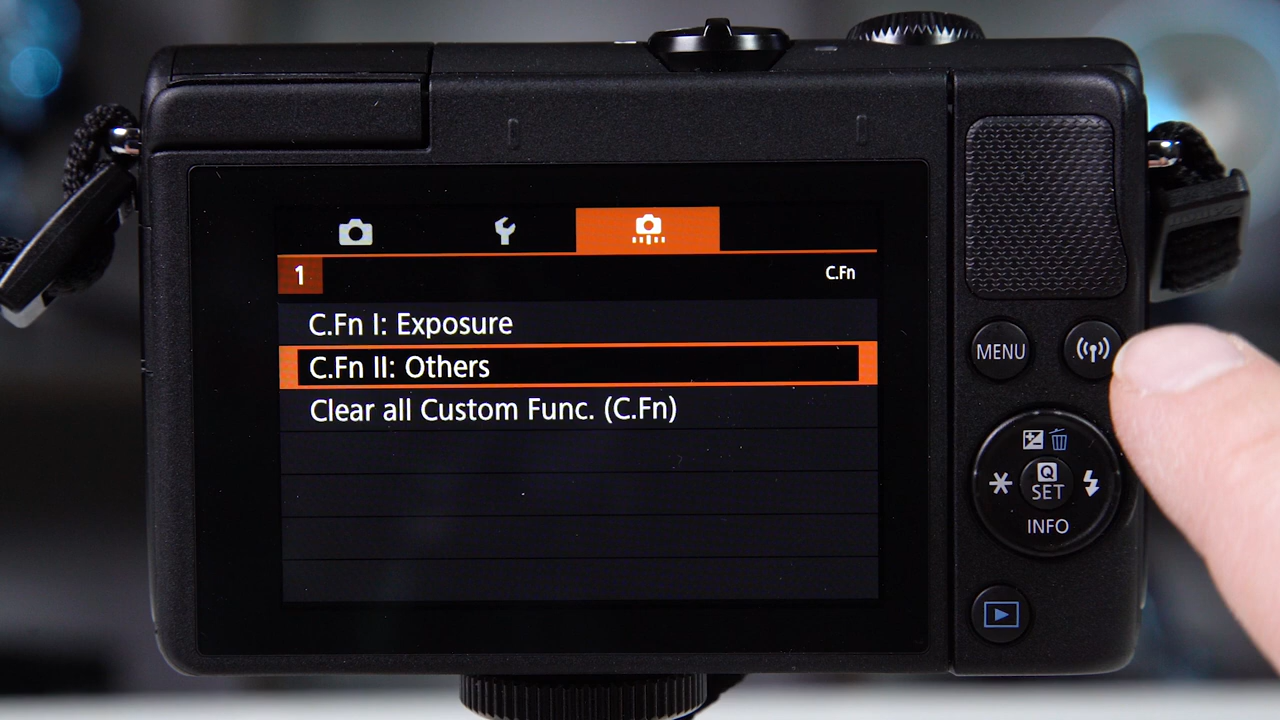 1
C.Fn
C.Fn I: Exposure
C.Fn II: Others
Clear all Custom Func. (C.Fn)
MENU
Q
SET
INFO